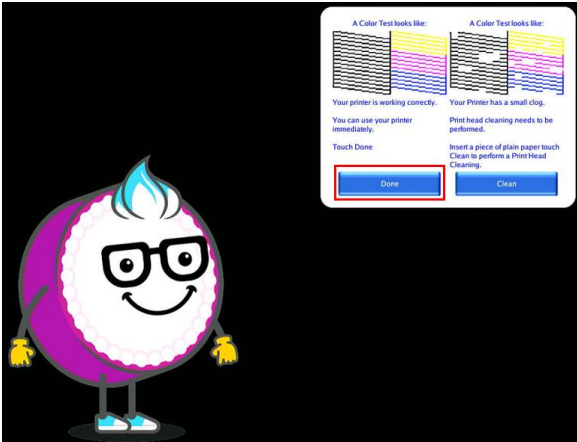 A Color Test looks like:
A Color Test looks like:
Your printer is working correctly.
You can use your printer
immediately.
Touch Done
Your Printer has a small clog.
Print head cleaning needs to be
performed.
Insert a piece of plain paper touch
Clean to perform a Print Head
Cleaning.
Done
Clean